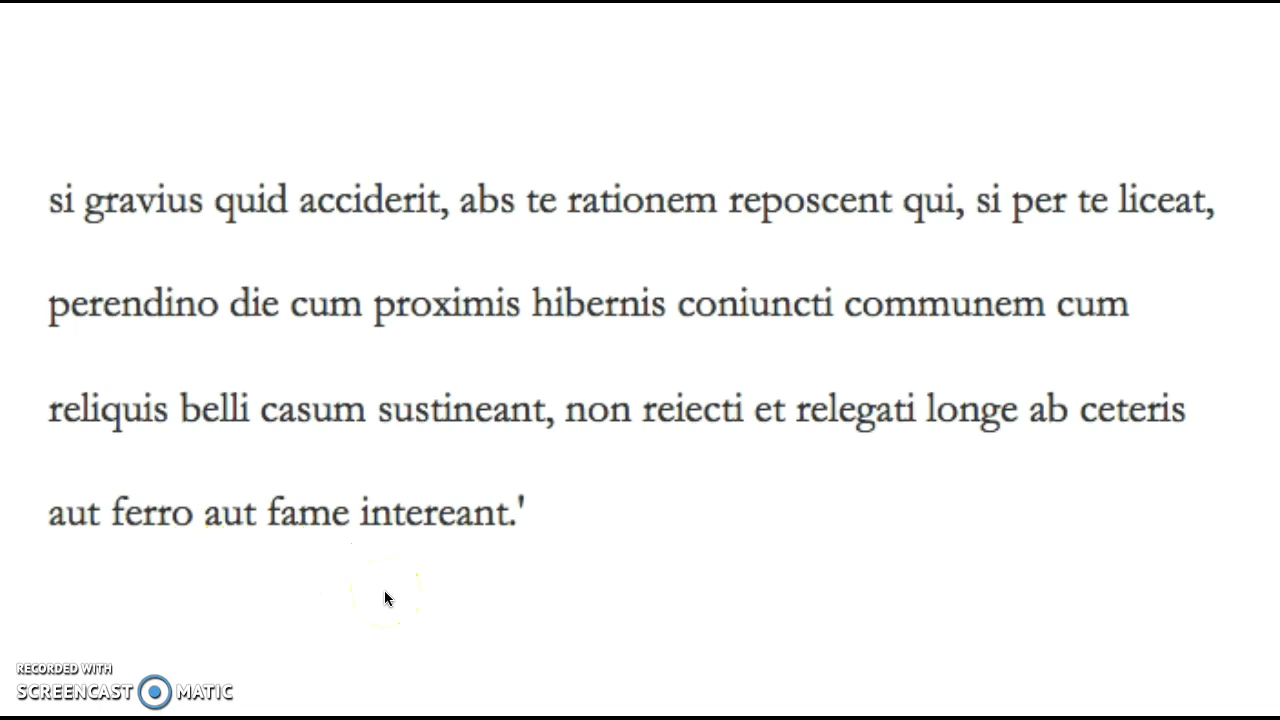 si gravius quid acciderit, abs te rationem reposcent qui, si per te liceat,
perendino die cum proximis hibernis coniuncti communem cum
reliquis belli casum sustineant, non reiecti et relegati longe ab ceteris
aut ferro aut fame intereant.'
RECORDED WITH
SCREENCAST MATIC